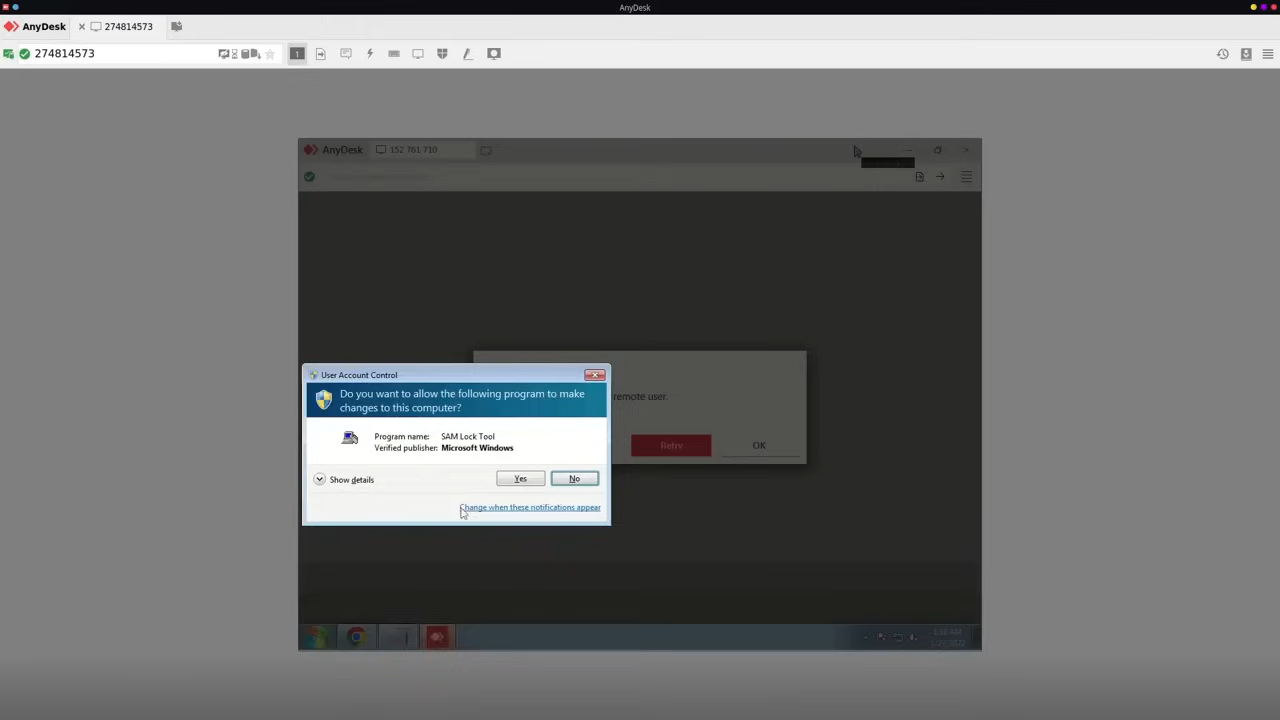 AnyDesk
AnyDesk
274814573
274814573
1
AnyDesk
152 761 710
remote user.
Retry
OK
User Account Control
Do you want to allow the following program to make
changes to this computer?
Program name: SAM Lock Tool
Verified publisher: Microsoft Windows
Show details
Yes
No
Change when these notifications appear